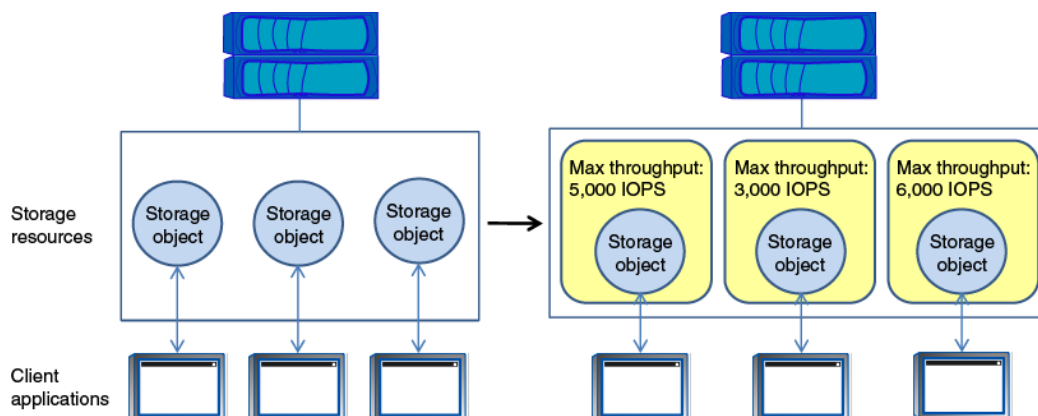 Max throughput:
5,000 IOPS
Max throughput:
3,000 IOPS
Max throughput:
6,000 IOPS
Storage
resources
Storage
object
Storage
object
Storage
object
Storage
object
Storage
object
Storage
object
Client
applications